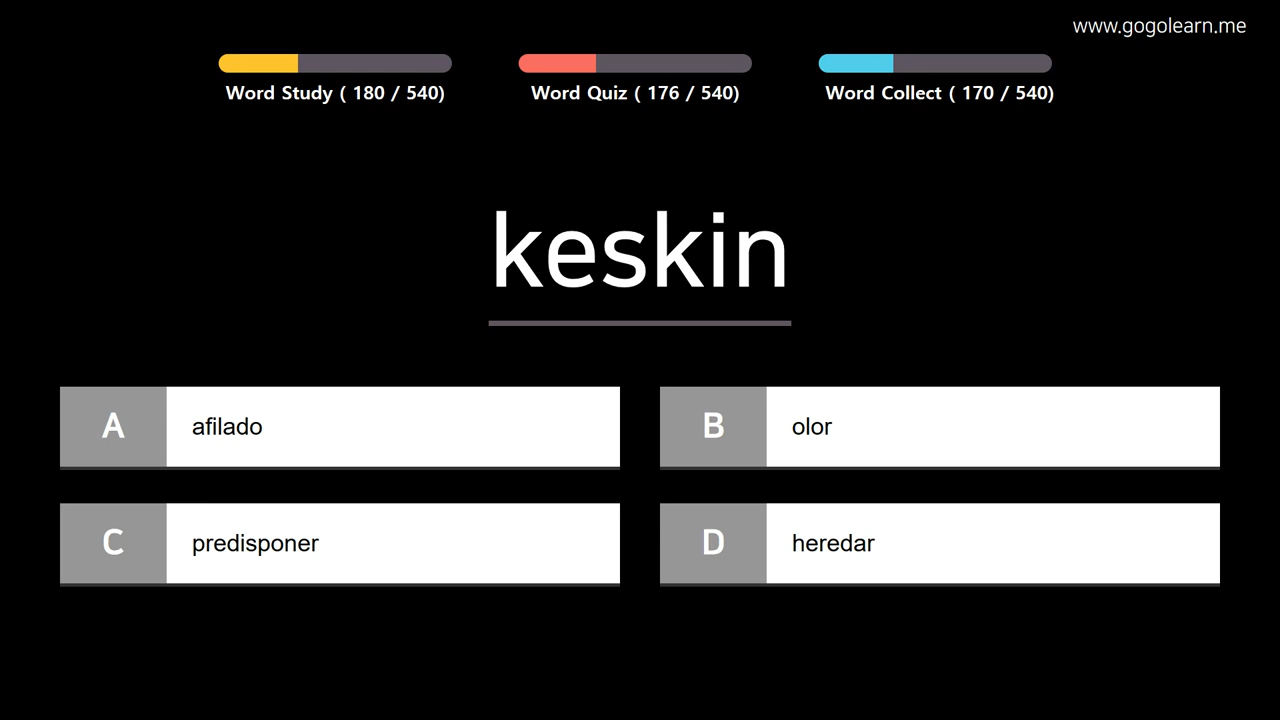 www.gogolearn.me
Word Study ( 180 / 540)
Word Quiz ( 176 / 540)
Word Collect ( 170 / 540)
keskin
A afilado
B olor
C predisponer
D heredar